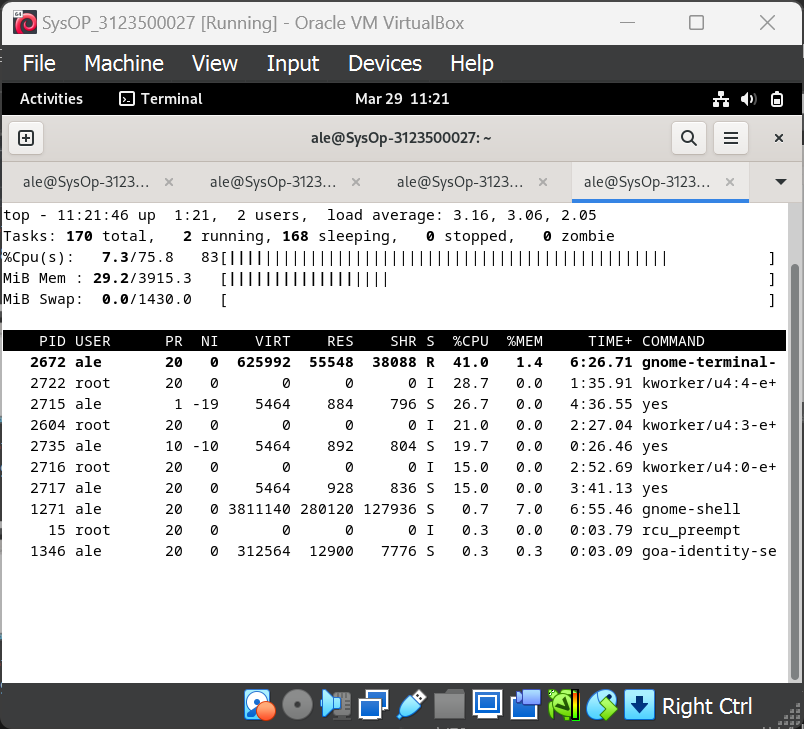 SysOP_3123500027 [Running] - Oracle VM VirtualBox
File Machine View Input Devices Help
Activities Terminal Mar 29 11:21
ale@SysOp-3123500027: ~
ale@SysOp-3123... ale@SysOp-3123... ale@SysOp-3123... ale@SysOp-3123...
top - 11:21:46 up  1:21,  2 users,  load average: 3.16, 3.06, 2.05
Tasks: 170 total,   2 running, 168 sleeping,   0 stopped,   0 zombie
%Cpu(s):   7.3/75.8   83[||||||||||||||||||||||||||||||||||||||||||||||||| ]
MiB Mem : 29.2/3915.3   [|||||||||||||||||| ]
MiB Swap:  0.0/1430.0   [ ]
PID USER      PR  NI    VIRT    RES    SHR S  %CPU  %MEM     TIME+ COMMAND
2672 ale       20   0  625992  55548  38088 R  41.0   1.4   6:26.71 gnome-terminal-
2722 root      20   0       0      0      0 I  28.7   0.0   1:35.91 kworker/u4:4-e+
2715 ale        1 -19    5464    884    796 S  26.7   0.0   4:36.55 yes
2604 root      20   0       0      0      0 I  21.0   0.0   2:27.04 kworker/u4:3-e+
2735 ale       10 -10    5464    892    804 S  19.7   0.0   0:26.46 yes
2716 root      20   0       0      0      0 I  15.0   0.0   2:52.69 kworker/u4:0-e+
2717 ale       20   0    5464    928    836 S  15.0   0.0   3:41.13 yes
1271 ale       20   0 3811140 280120 127936 S   0.7   7.0   6:55.46 gnome-shell
15 root      20   0       0      0      0 I   0.3   0.0   0:03.79 rcu_preempt
1346 ale       20   0  312564  12900   7776 S   0.3   0.3   0:03.09 goa-identity-se
Right Ctrl